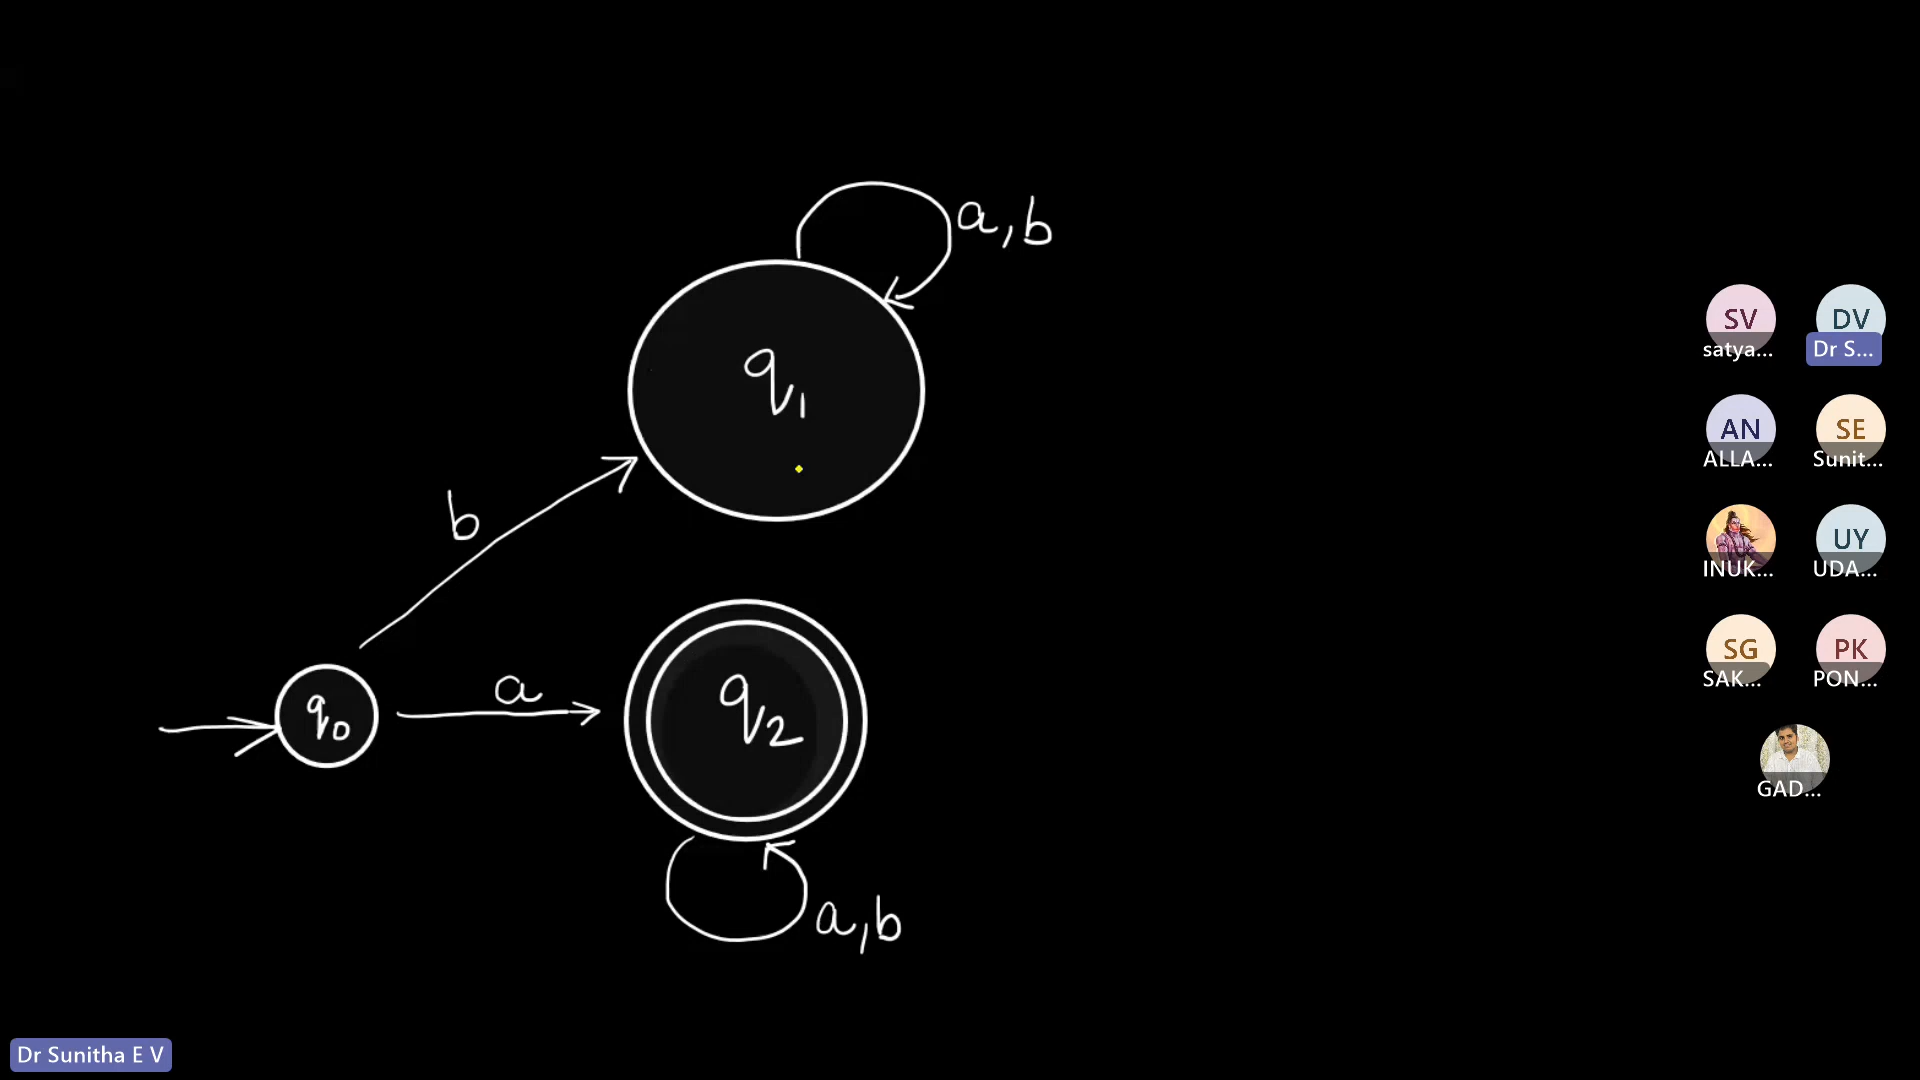 a,b
q1
b
q0
a
q2
a,b
SV
satya...
DV
Dr S...
AN
ALLA...
SE
Sunit...
INUK...
UY
UDA...
SG
SAK...
PK
PON...
GAD...
Dr Sunitha E V